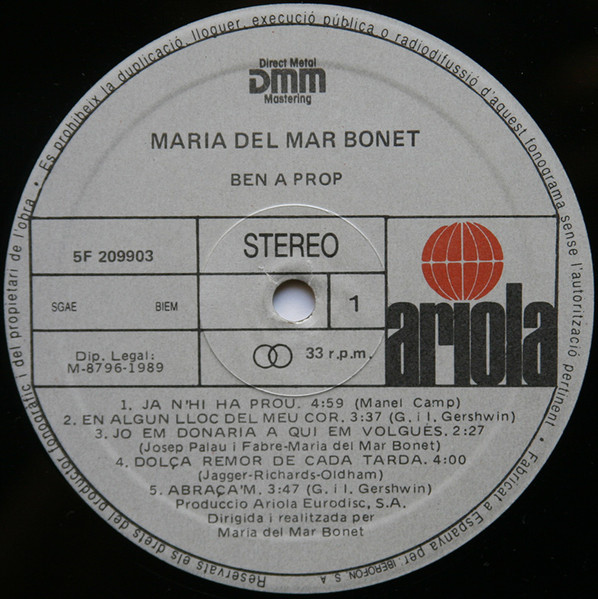 • Es prohibeix la duplicació, lloguer, execució pública o radiodifussió d'aquest fonograma sense l'autorització pertinent. • Fabricat a Espanya per: IBEROFON, S. A.
Reservats els drets del productor fonogràfic i del propietari de l'obra.
Direct Metal
DMM
Mastering
MARIA DEL MAR BONET
BEN A PROP
5F 209903
STEREO
SGAE BIEM
1
ariola
Dip. Legal:
M-8796-1989
33 r.p.m.
1. JA N'HI HA PROU. 4:59 (Manel Camp)
2. EN ALGUN LLOC DEL MEU COR. 3:37 (G. i I. Gershwin)
3. JO EM DONARIA A QUI EM VOLGUÉS. 2:27
(Josep Palau i Fabre-Maria del Mar Bonet)
4. DOLÇA REMOR DE CADA TARDA. 4:00
(Jagger-Richards-Oldham)
5. ABRAÇA'M. 3:47 (G. i I. Gershwin)
Produccio Ariola Eurodisc, S.A.
Dirigida i realitzada per
Maria del Mar Bonet